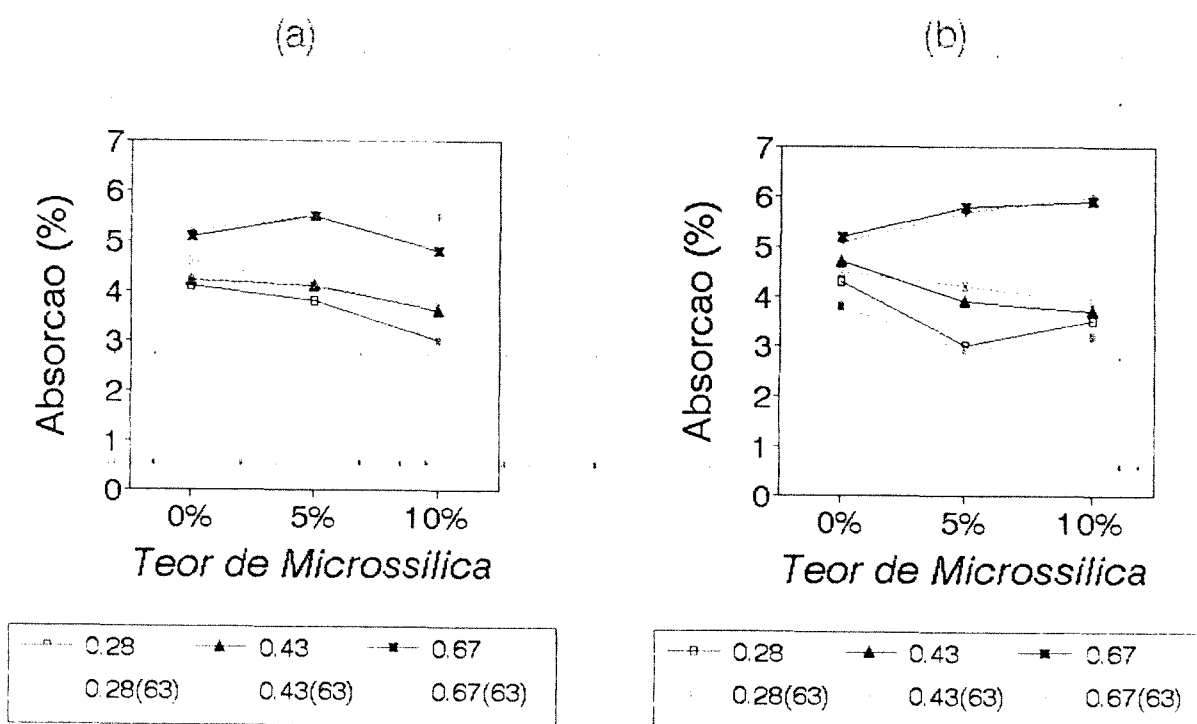 (a)
Absorcao (%)
7
6
5
4
3
2
1
0
0% 5% 10%
Teor de Microssilica
0.28 0.43 0.67
0.28(63) 0.43(63) 0.67(63)
(b)
Absorcao (%)
7
6
5
4
3
2
1
0
0% 5% 10%
Teor de Microssilica
0.28 0.43 0.67
0.28(63) 0.43(63) 0.67(63)